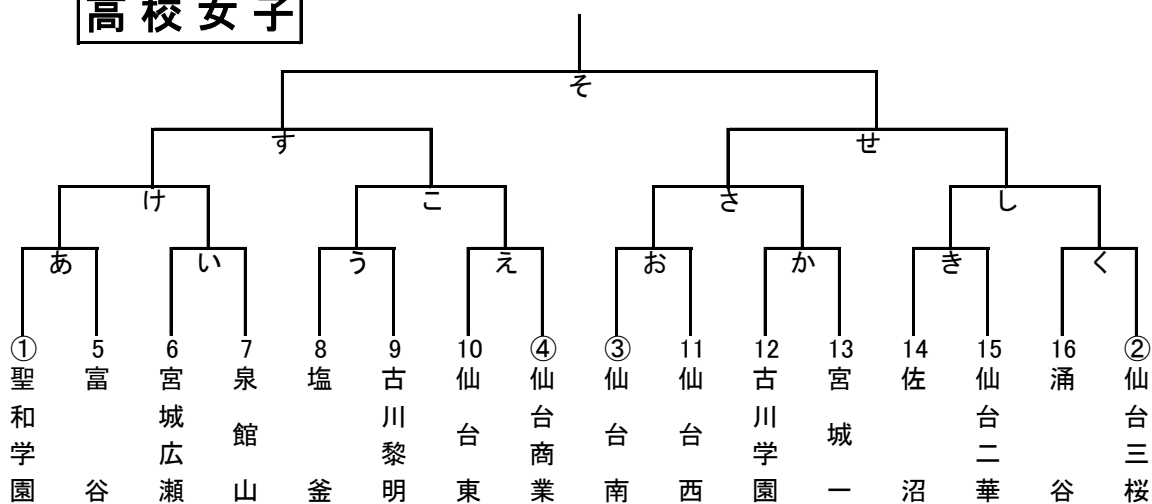 高校女子
そ
す せ
け こ さ し
あ い う え お か き く
① 5 6 7 8 9 10 ④ ③ 11 12 13 14 15 16 ②
聖和学園
富谷
宮城広瀬
泉館山
塩釜
古川黎明
仙台東
仙台商業
仙台南
仙台西
古川学園
宮城一
佐沼
仙台二華
涌谷
仙台三桜